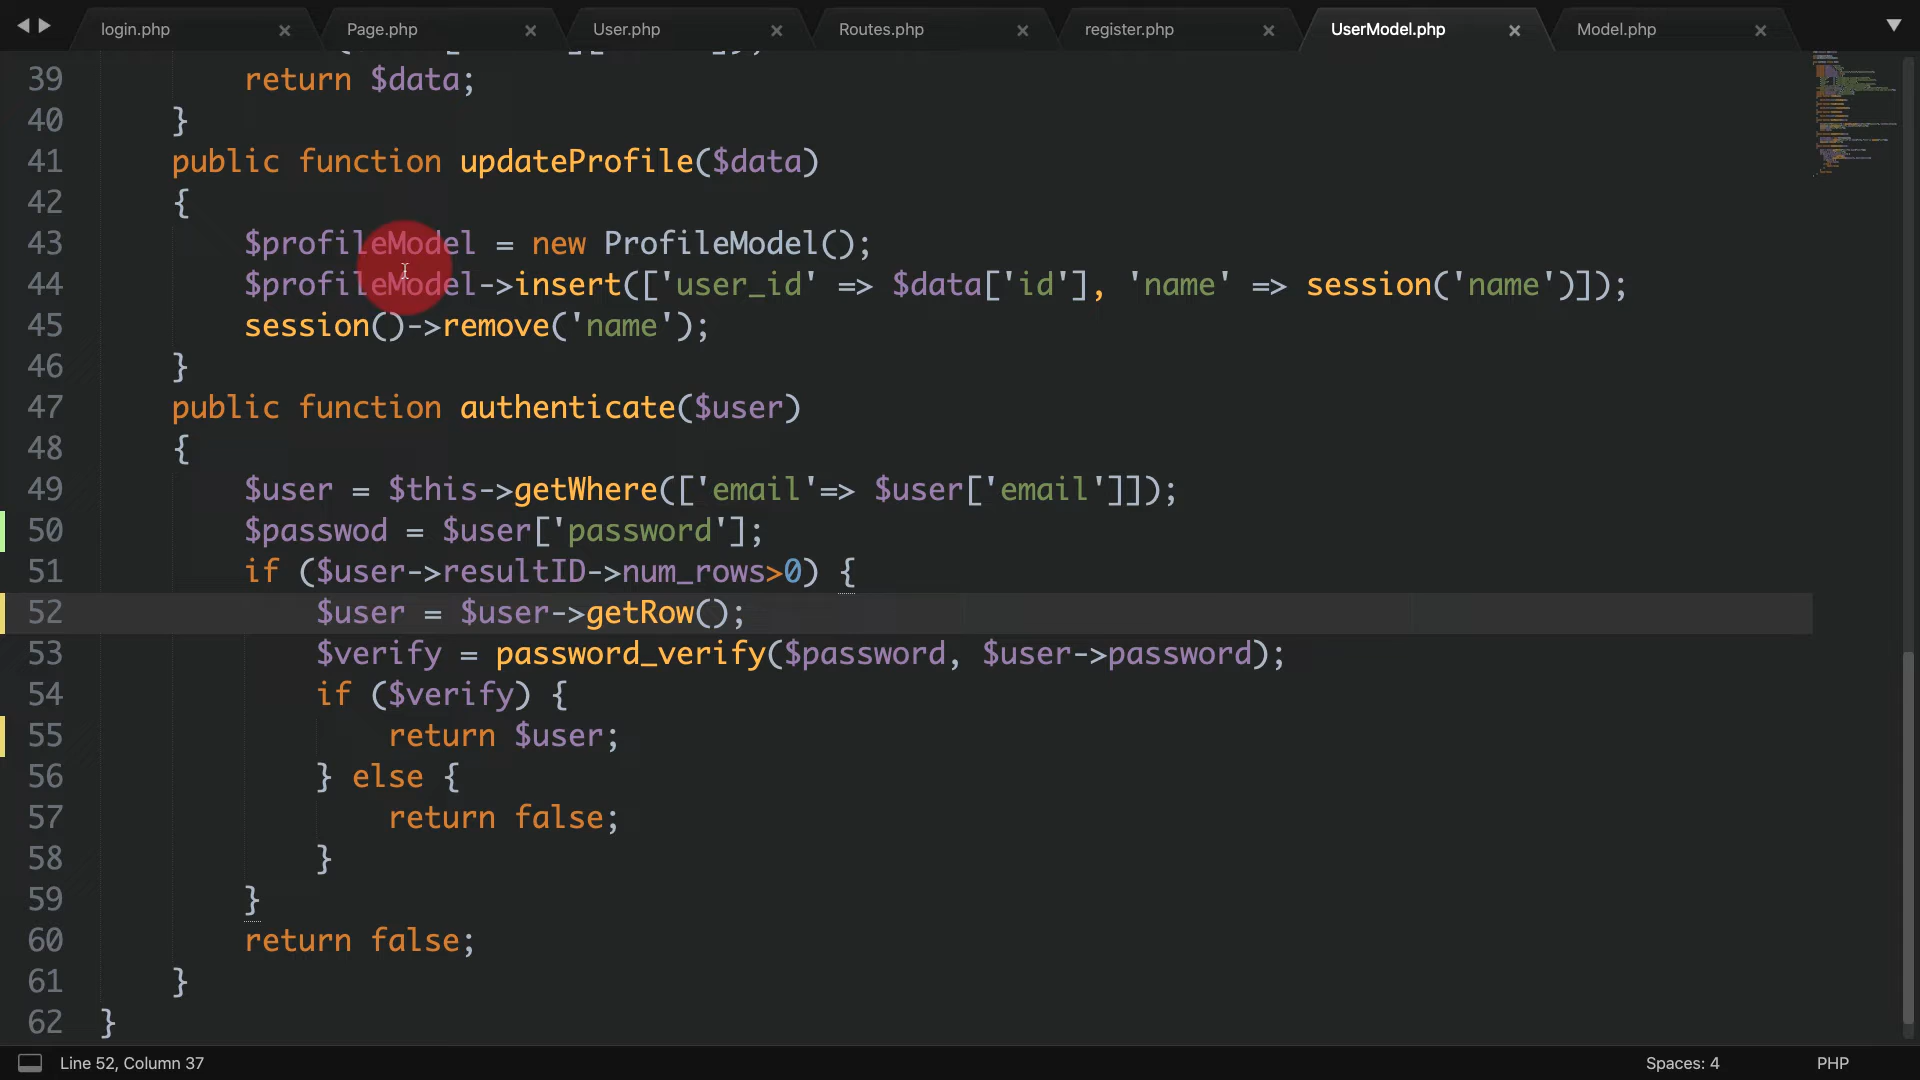 login.php Page.php User.php Routes.php register.php UserModel.php Model.php
39 return $data;
40 }
41 public function updateProfile($data)
42 {
43 $profileModel = new ProfileModel();
44 $profileModel->insert(['user_id' => $data['id'], 'name' => session('name')]);
45 session()->remove('name');
46 }
47 public function authenticate($user)
48 {
49 $user = $this->getWhere(['email'=> $user['email']]);
50 $passwod = $user['password'];
51 if ($user->resultID->num_rows>0) {
52 $user = $user->getRow();
53 $verify = password_verify($password, $user->password);
54 if ($verify) {
55 return $user;
56 } else {
57 return false;
58 }
59 }
60 return false;
61 }
62 }
Line 52, Column 37 Spaces: 4 PHP